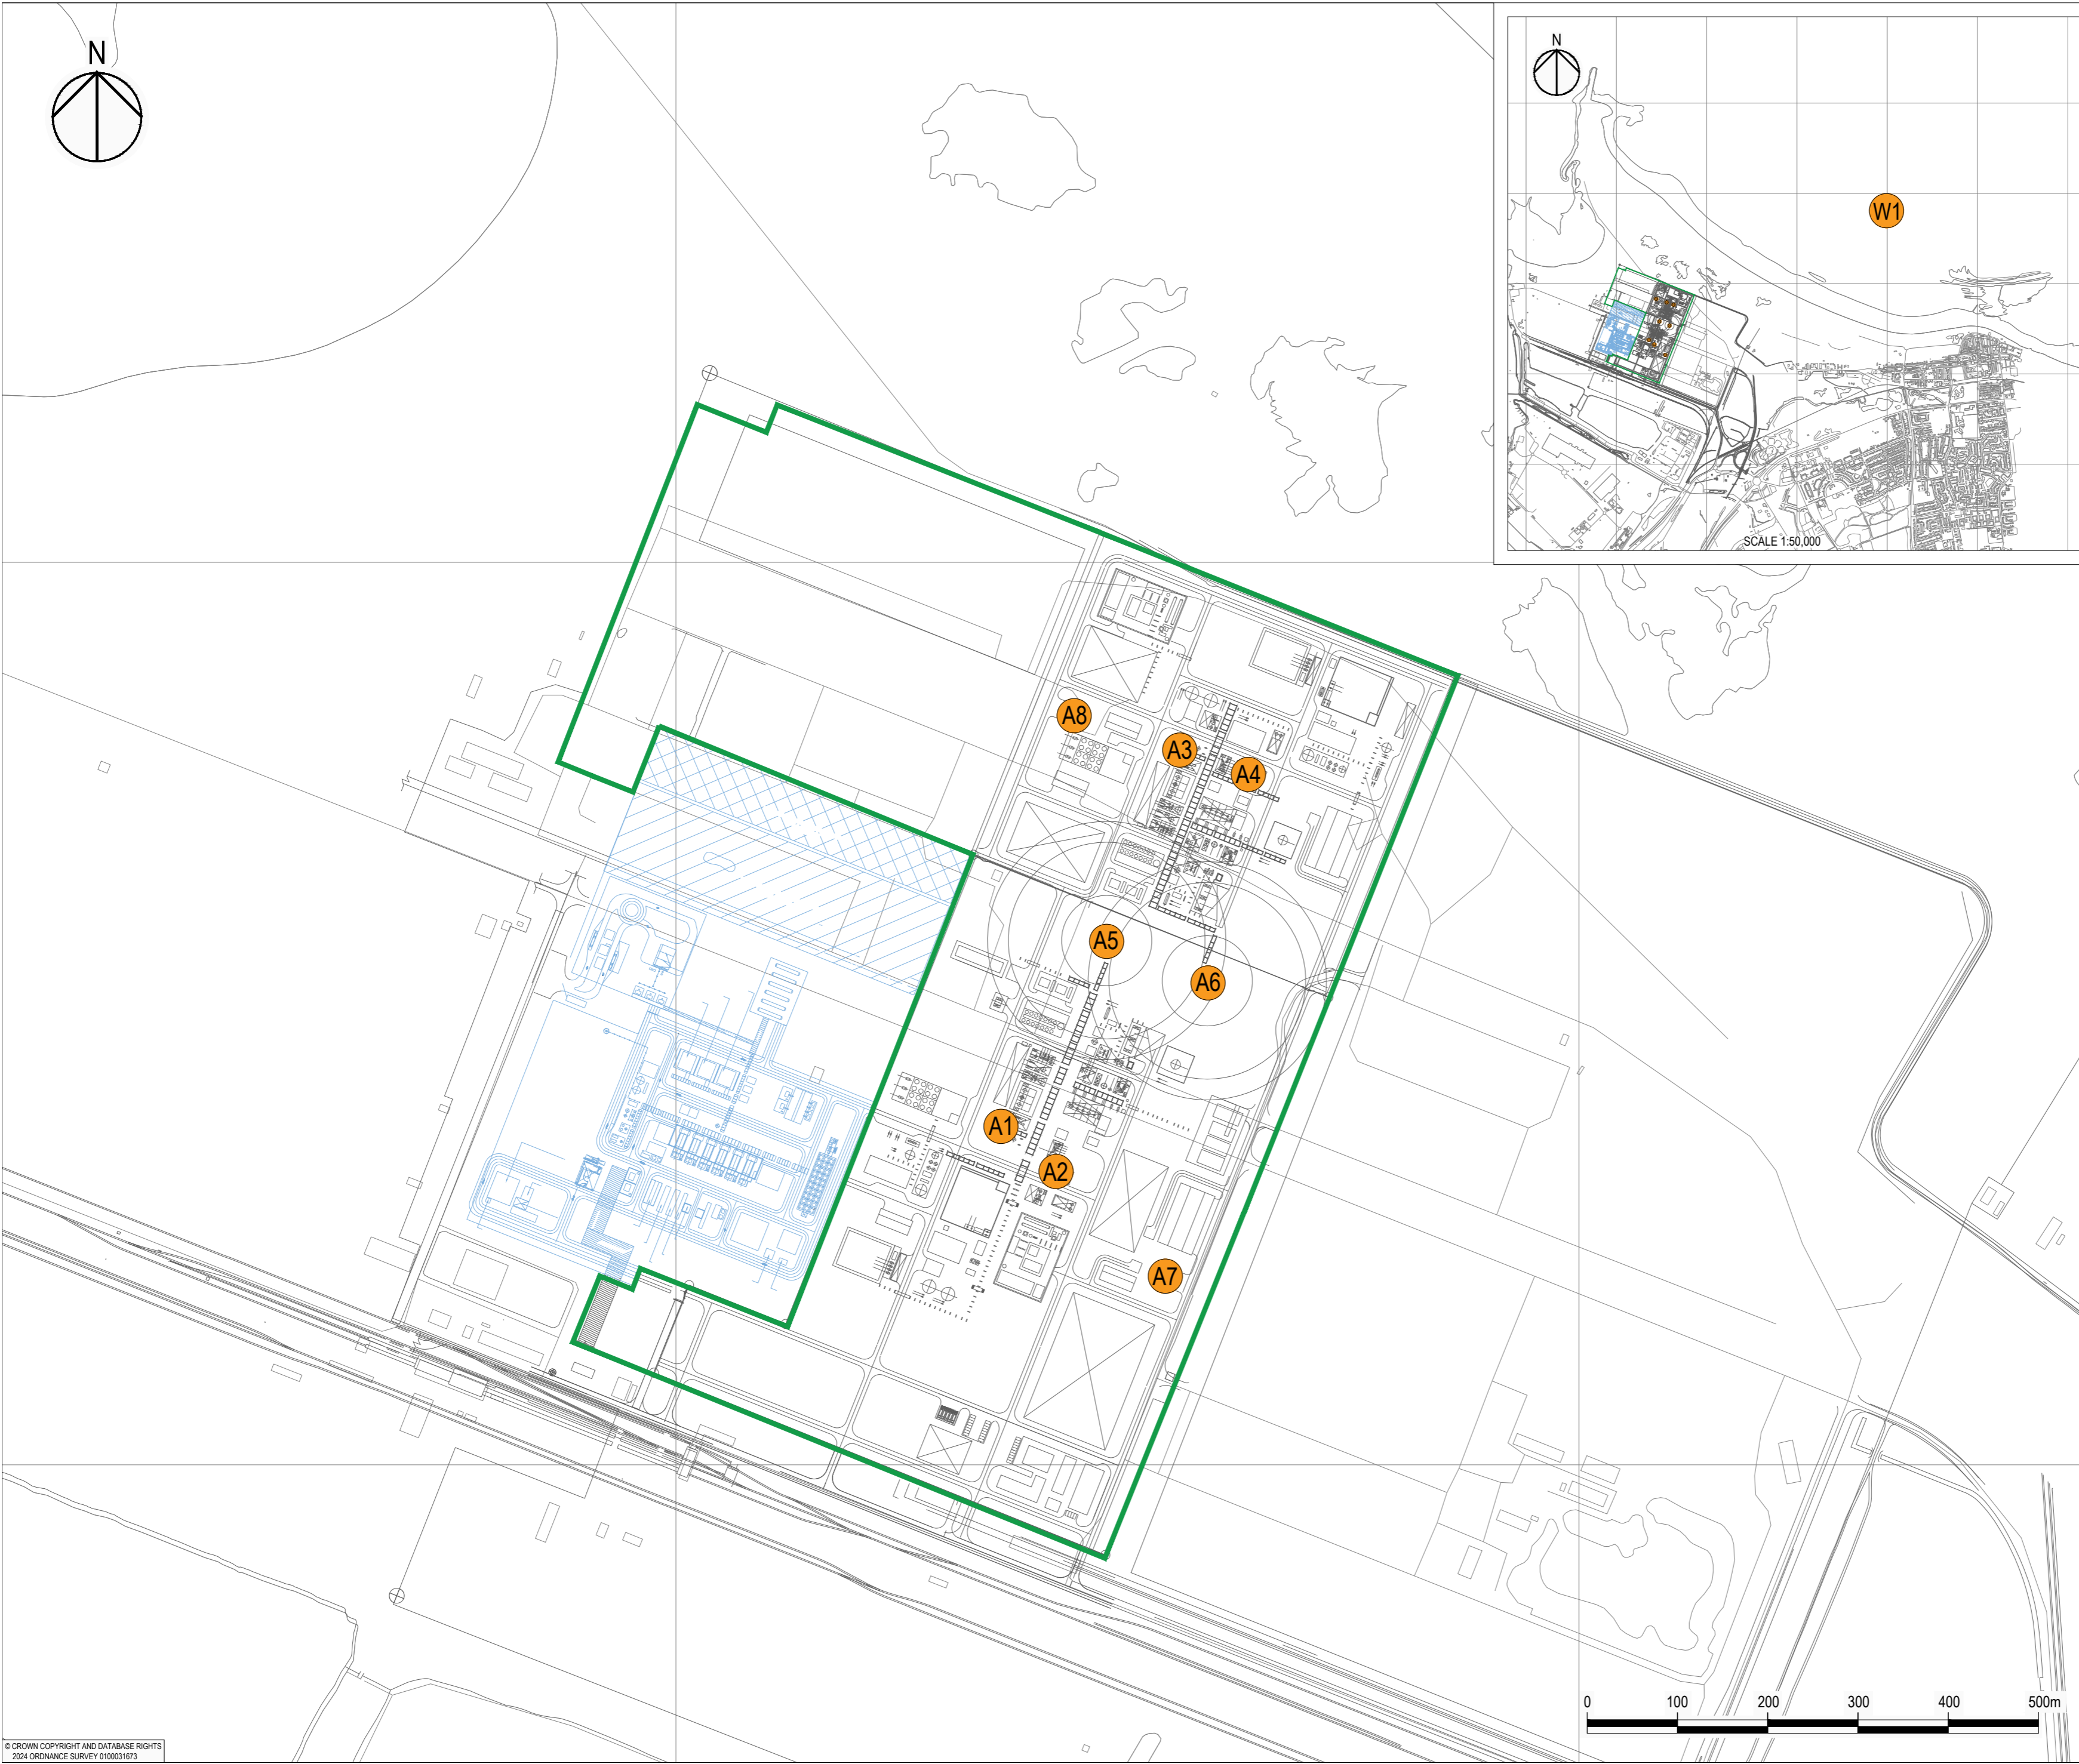 N
N
W1
SCALE 1:50,000
A8
A3
A4
A5
A6
A1
A2
A7
0 100 200 300 400 500m
© CROWN COPYRIGHT AND DATABASE RIGHTS
2024 ORDNANCE SURVEY 0100031673